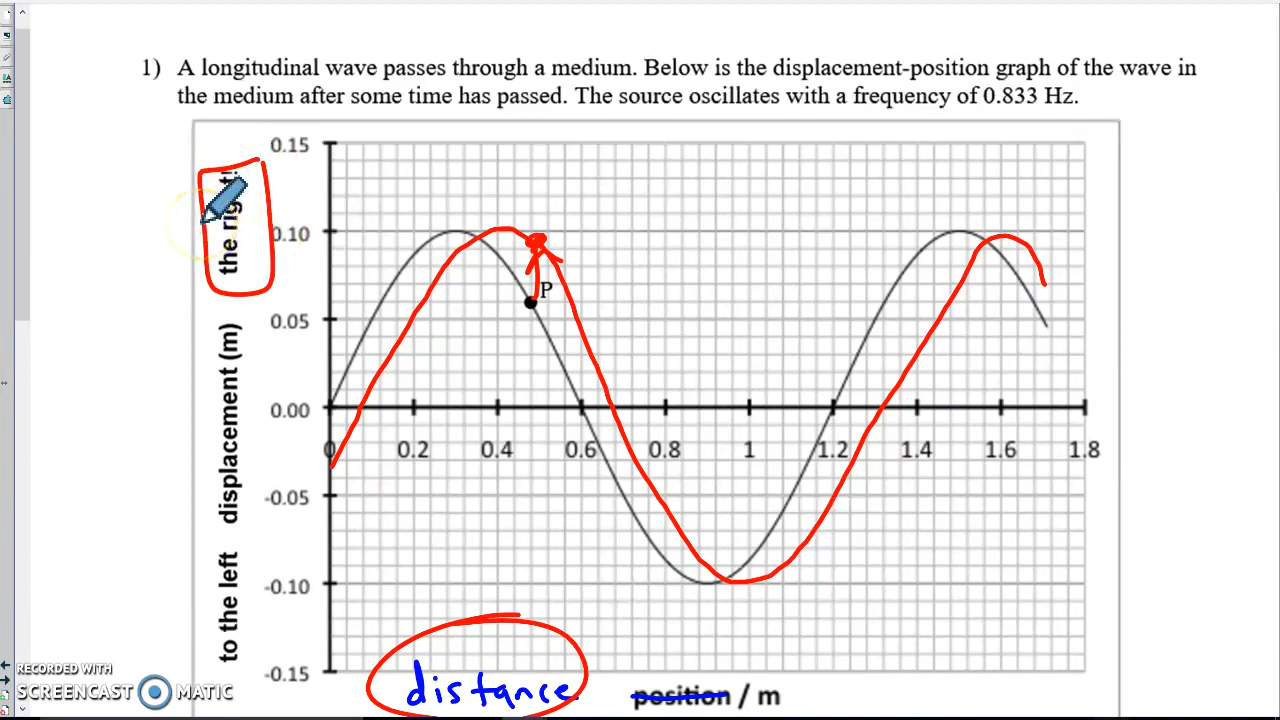 1) A longitudinal wave passes through a medium. Below is the displacement-position graph of the wave in
the medium after some time has passed. The source oscillates with a frequency of 0.833 Hz.
0.15
0.10
0.05
0.00
-0.05
-0.10
-0.15
to the left displacement (m) the right
P
0 0.2 0.4 0.6 0.8 1 1.2 1.4 1.6 1.8
distance position / m
RECORDED WITH
SCREENCAST MATIC